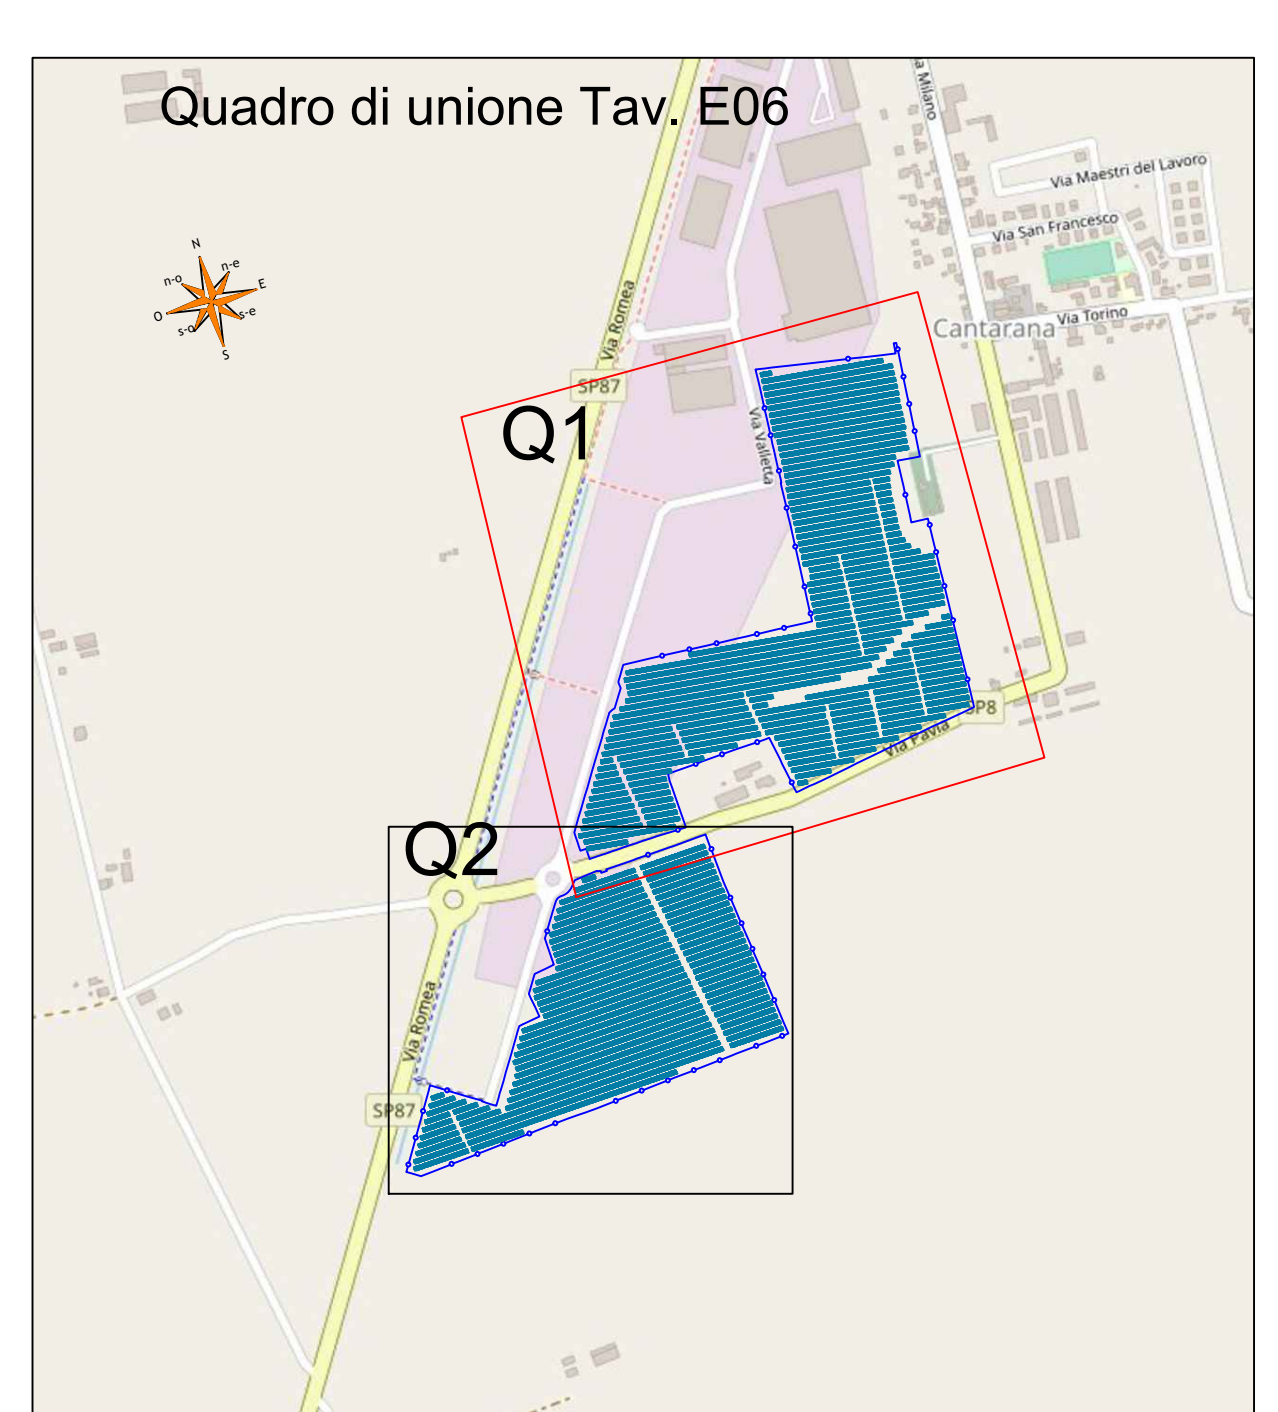 Quadro di unione Tav. E06
a Milano
Via Maestri del Lavoro
Via San Francesco
N
n-e
n-o
E
O
s-e
s-o
S
Via Romea
Cantarana
Via Torino
SP87
Q1
Via Valletta
SP8
Via Pavia
Q2
Via Romea
SP87